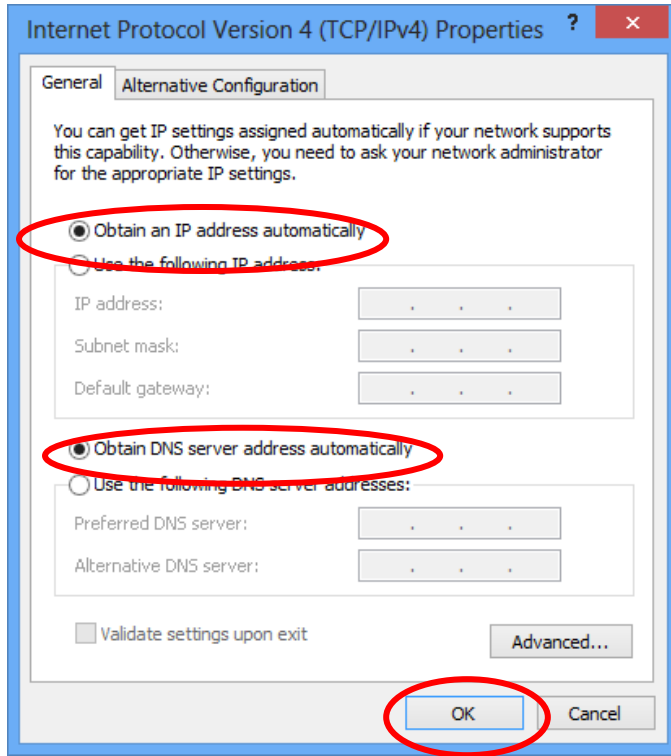 Internet Protocol Version 4 (TCP/IPv4) Properties ? ×
General Alternative Configuration
You can get IP settings assigned automatically if your network supports
this capability. Otherwise, you need to ask your network administrator
for the appropriate IP settings.
Obtain an IP address automatically
Use the following IP address:
IP address: . . .
Subnet mask: . . .
Default gateway: . . .
Obtain DNS server address automatically
Use the following DNS server addresses:
Preferred DNS server: . . .
Alternative DNS server: . . .
Validate settings upon exit
Advanced...
OK Cancel